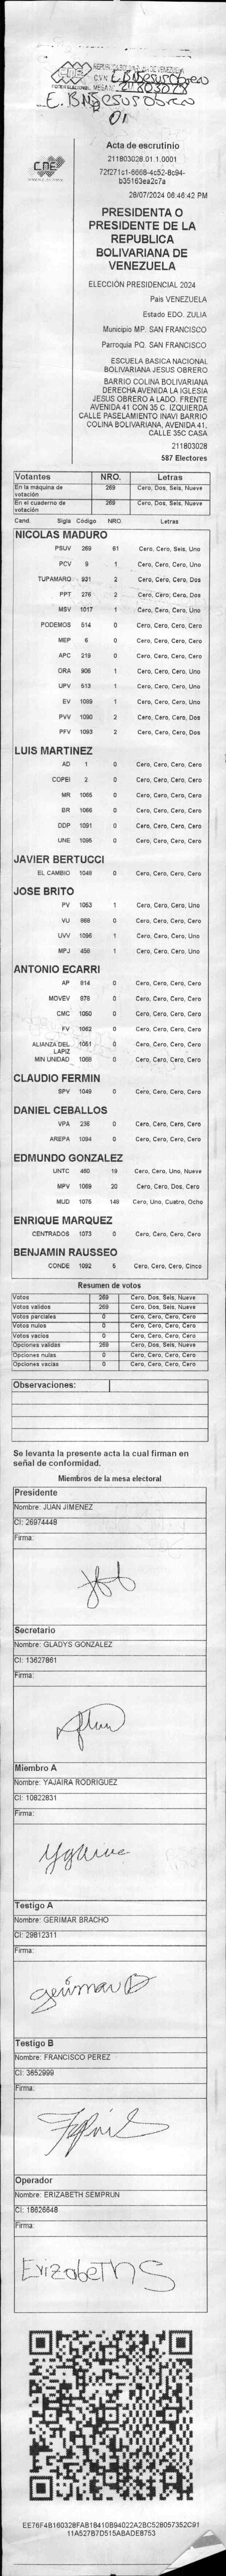 CNE
REPÚBLICA BOLIVARIANA DE VENEZUELA
C.V.N. E.B.N Jesus Obrero
PODER ELECTORAL MESA N° 211803028
E. B.N Jesus Obrero
01
Acta de escrutinio
211803028.01.1.0001
28/07/2024 06:46:42 PM
CNE
PRESIDENTA O
PRESIDENTE DE LA
REPUBLICA
BOLIVARIANA DE
VENEZUELA
ELECCIÓN PRESIDENCIAL 2024
Pais VENEZUELA
Estado EDO. ZULIA
Municipio MP. SAN FRANCISCO
Parroquia PQ. SAN FRANCISCO
ESCUELA BASICA NACIONAL
BOLIVARIANA JESUS OBRERO
BARRIO COLINA BOLIVARIANA
DERECHA AVENIDA LA IGLESIA
JESUS OBRERO A LADO. FRENTE
AVENIDA 41 CON 35 C. IZQUIERDA
CALLE PASELAMIENTO INAVI BARRIO
COLINA BOLIVARIANA, AVENIDA 41,
CALLE 35C CASA
211803028
587 Electores
Votantes NRO. Letras
En la máquina de votación 269 Cero, Dos, Seis, Nueve
En el cuaderno de votación 269 Cero, Dos, Seis, Nueve
Cand. Sigla Código NRO. Letras
NICOLAS MADURO
PSUV 269 61 Cero, Cero, Seis, Uno
PCV 9 1 Cero, Cero, Cero, Uno
TUPAMARO 931 2 Cero, Cero, Cero, Dos
PPT 276 2 Cero, Cero, Cero, Dos
MSV 1017 1 Cero, Cero, Cero, Uno
PODEMOS 514 0 Cero, Cero, Cero, Cero
MEP 6 0 Cero, Cero, Cero, Cero
APC 219 0 Cero, Cero, Cero, Cero
ORA 906 1 Cero, Cero, Cero, Uno
UPV 613 1 Cero, Cero, Cero, Uno
EV 1089 1 Cero, Cero, Cero, Uno
PVV 1090 2 Cero, Cero, Cero, Dos
PFV 1093 2 Cero, Cero, Cero, Dos
LUIS MARTINEZ
AD 1 0 Cero, Cero, Cero, Cero
COPEI 2 0 Cero, Cero, Cero, Cero
MR 1065 0 Cero, Cero, Cero, Cero
BR 1066 0 Cero, Cero, Cero, Cero
DDP 1091 0 Cero, Cero, Cero, Cero
UNE 1095 0 Cero, Cero, Cero, Cero
JAVIER BERTUCCI
EL CAMBIO 1048 0 Cero, Cero, Cero, Cero
JOSE BRITO
PV 1053 1 Cero, Cero, Cero, Uno
VU 868 0 Cero, Cero, Cero, Cero
UVV 1096 1 Cero, Cero, Cero, Uno
MPJ 456 1 Cero, Cero, Cero, Uno
ANTONIO ECARRI
AP 814 0 Cero, Cero, Cero, Cero
MOVEV 878 0 Cero, Cero, Cero, Cero
CMC 1050 0 Cero, Cero, Cero, Cero
FV 1062 0 Cero, Cero, Cero, Cero
ALIANZA DEL LAPIZ 1051 0 Cero, Cero, Cero, Cero
MIN UNIDAD 1068 0 Cero, Cero, Cero, Cero
CLAUDIO FERMIN
SPV 1049 0 Cero, Cero, Cero, Cero
DANIEL CEBALLOS
VPA 236 0 Cero, Cero, Cero, Cero
AREPA 1094 0 Cero, Cero, Cero, Cero
EDMUNDO GONZALEZ
UNTC 460 19 Cero, Cero, Uno, Nueve
MPV 1069 20 Cero, Cero, Dos, Cero
MUD 1075 148 Cero, Uno, Cuatro, Ocho
ENRIQUE MARQUEZ
CENTRADOS 1073 0 Cero, Cero, Cero, Cero
BENJAMIN RAUSSEO
CONDE 1092 5 Cero, Cero, Cero, Cinco
Resumen de votos
Votos 269 Cero, Dos, Seis, Nueve
Votos validos 269 Cero, Dos, Seis, Nueve
Votos parciales 0 Cero, Cero, Cero, Cero
Votos nulos 0 Cero, Cero, Cero, Cero
Votos vacios 0 Cero, Cero, Cero, Cero
Opciones validas 269 Cero, Dos, Seis, Nueve
Opciones nulas 0 Cero, Cero, Cero, Cero
Opciones vacias 0 Cero, Cero, Cero, Cero
Observaciones:
Se levanta la presente acta la cual firman en
señal de conformidad.
Miembros de la mesa electoral
Presidente
Nombre: JUAN JIMENEZ
CI: 26974448
Firma:
Secretario
Nombre: GLADYS GONZALEZ
CI: 13627861
Firma:
Miembro A
Nombre: YAJAIRA RODRIGUEZ
CI: 10822831
Firma:
Testigo A
Nombre: GERIMAR BRACHO
CI: 29812311
Firma:
Gerimar B
Testigo B
Nombre: FRANCISCO PEREZ
CI: 3652999
Firma:
Operador
Nombre: ERIZABETH SEMPRUN
CI: 18626648
Firma:
Erizabeth S
EE76F4B160328FAB18410B94022A2BC528057352C91
11A527B7D515ABADE8753